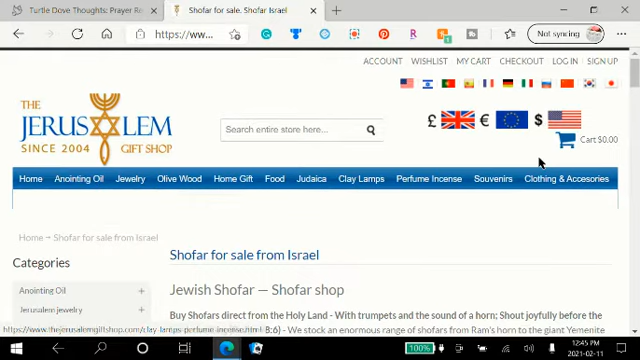 Turtle Dove Thoughts: Prayer Re
Shofar for sale. Shofar Israel
https://ww...
Not syncing
ACCOUNT WISHLIST MY CART CHECKOUT LOG IN SIGN UP
THE
JERUSALEM
SINCE 2004 GIFT SHOP
Search entire store here...
£ € $
Cart $0.00
Home Anointing Oil Jewelry Olive Wood Home Gift Food Judaica Clay Lamps Perfume Incense Souvenirs Clothing & Accesories
Home → Shofar for sale from Israel
Categories
Shofar for sale from Israel
Anointing Oil +
Jewish Shofar — Shofar shop
Jerusalem jewelry +
Buy Shofars direct from the Holy Land - With trumpets and the sound of a horn; Shout joyfully before the
8:6) - We stock an enormous range of shofars from Ram's horn to the giant Yemenite
100%
12:45 PM
2021-02-11